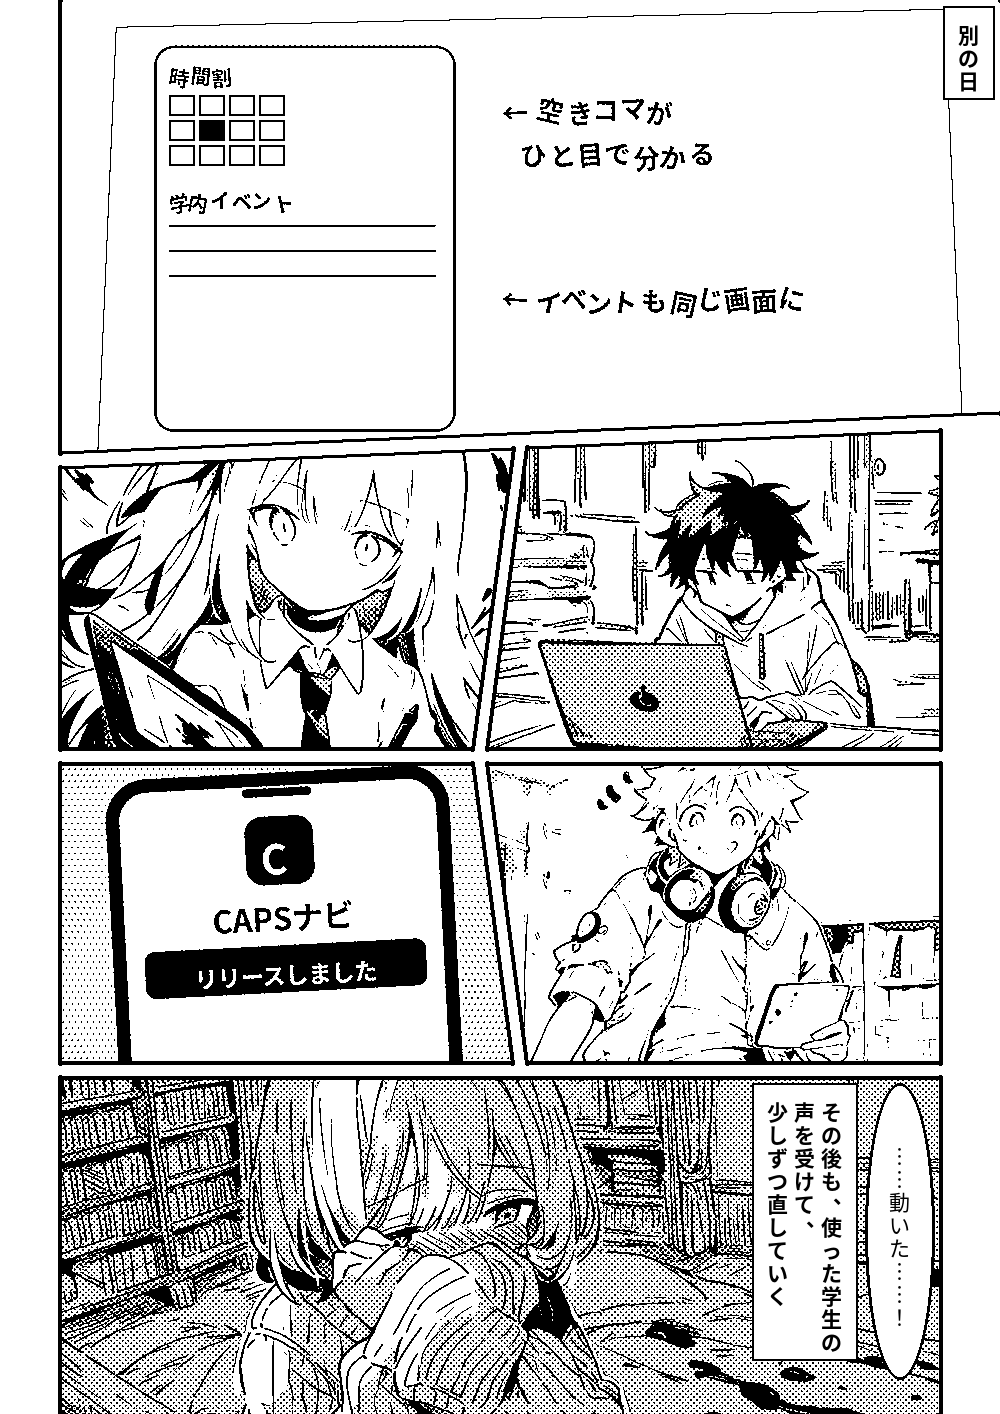 別の日
時間割
← 空きコマが
ひと目で分かる
学内イベント
← イベントも同じ画面に
C
CAPSナビ
リリースしました
……動いた……！
その後も、使った学生の
声を受けて、
少しずつ直していく